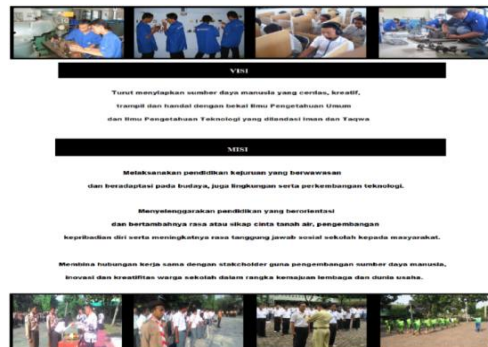 VISI
Turut menyiapkan sumber daya manusia yang cerdas, kreatif,
trampil dan handal dengan bekal Ilmu Pengetahuan Umum
dan Ilmu Pengetahuan Teknologi yang dilandasi Iman dan Taqwa
MISI
Melaksanakan pendidikan kejuruan yang berwawasan
dan beradaptasi pada budaya, juga lingkungan serta perkembangan teknologi.
Menyelenggarakan pendidikan yang berorientasi
dan bertambahnya rasa atau sikap cinta tanah air, pengembangan
kepribadian diri serta meningkatnya rasa tanggung jawab sosial sekolah kepada masyarakat.
Membina hubungan kerja sama dengan stakeholder guna pengembangan sumber daya manusia,
inovasi dan kreatifitas warga sekolah dalam rangka kemajuan lembaga dan dunia usaha.